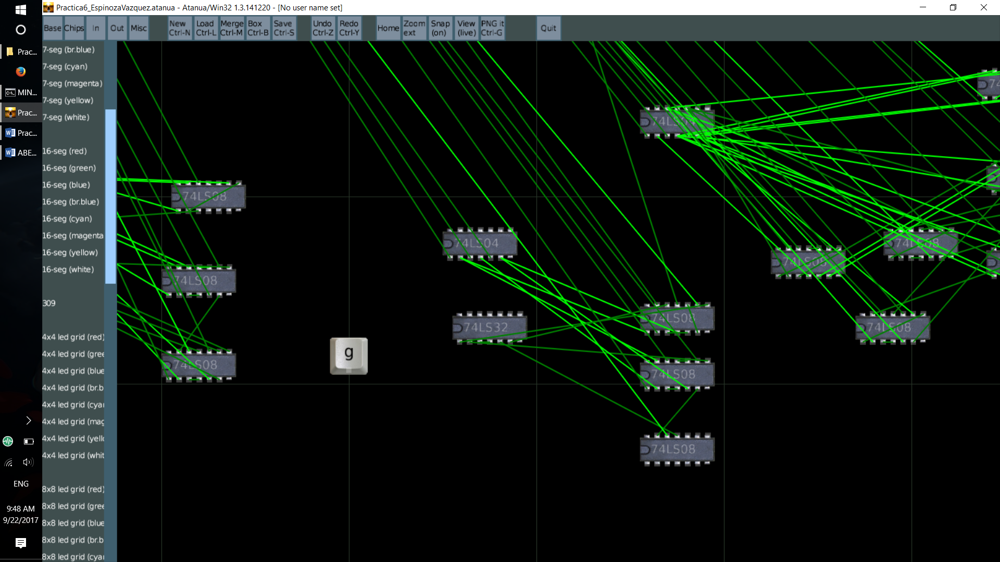 Practica6_EspinozaVazquez.atanua - Atanua/Win32 1.3.141220 - [No user name set]
Base Chips In Out Misc New Ctrl-N Load Ctrl-L Merge Ctrl-M Box Ctrl-B Save Ctrl-S Undo Ctrl-Z Redo Ctrl-Y Home Zoom ext Snap (on) View (live) PNG it Ctrl-G Quit
Prac...
MIN...
Prac...
Prac...
ABE...
ENG
9:48 AM
9/22/2017
7-seg (br.blue)
7-seg (cyan)
7-seg (magenta)
7-seg (yellow)
7-seg (white)
16-seg (red)
16-seg (green)
16-seg (blue)
16-seg (br.blue)
16-seg (cyan)
16-seg (magenta
16-seg (yellow)
16-seg (white)
309
4x4 led grid (red)
4x4 led grid (gree
4x4 led grid (blue
4x4 led grid (br.b
4x4 led grid (cyan
4x4 led grid (mag
4x4 led grid (yello
4x4 led grid (whit
8x8 led grid (red)
8x8 led grid (gree
8x8 led grid (blue
8x8 led grid (br.b
8x8 led grid (cyan
74
74LS04
74LS08
74LS04
74LS08
74LS08
74LS08
74LS08
74LS32
74LS08
74LS08
g
74LS08
74LS08